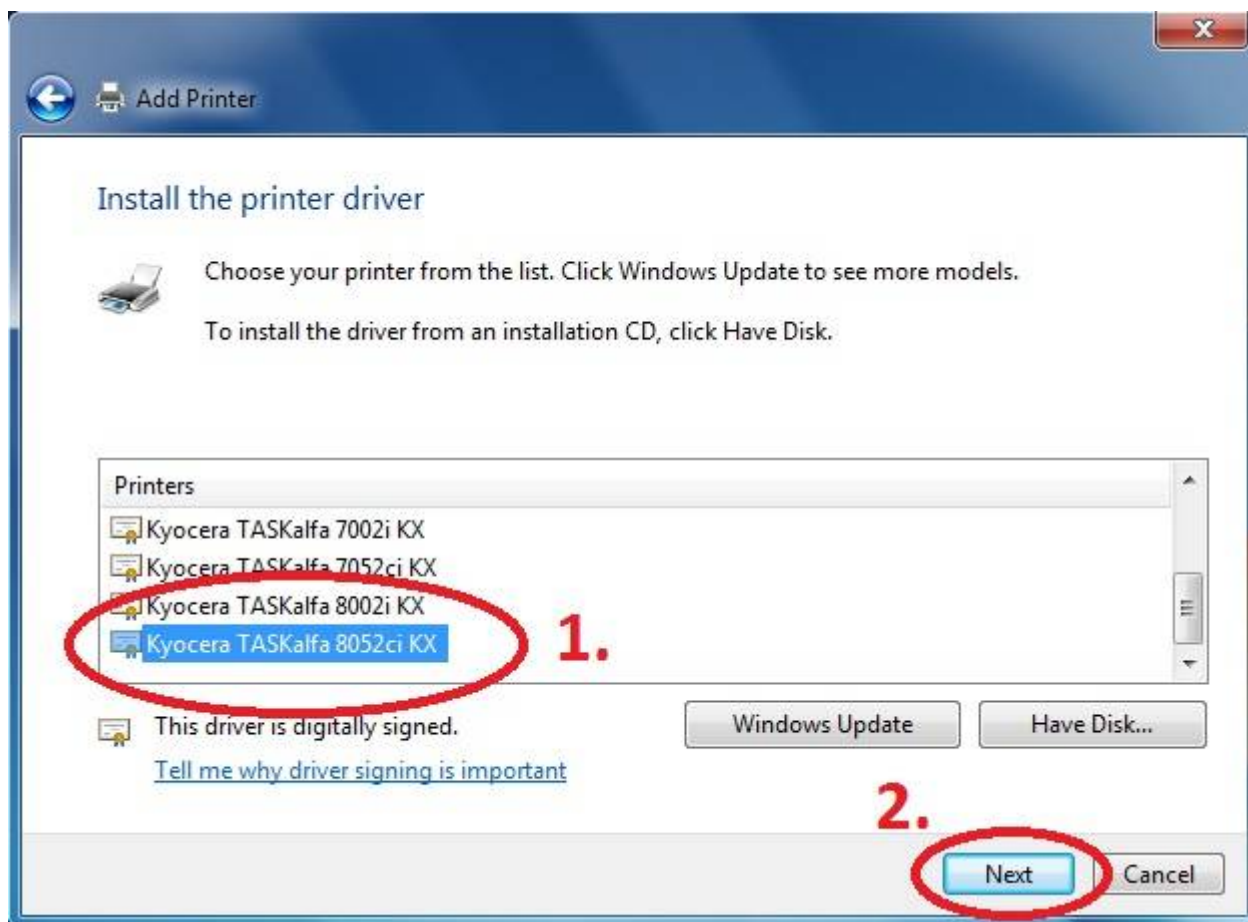 Add Printer
Install the printer driver
Choose your printer from the list. Click Windows Update to see more models.
To install the driver from an installation CD, click Have Disk.
Printers
Kyocera TASKalfa 7002i KX
Kyocera TASKalfa 7052ci KX
Kyocera TASKalfa 8002i KX
Kyocera TASKalfa 8052ci KX
1.
This driver is digitally signed.
Windows Update
Have Disk...
Tell me why driver signing is important
2.
Next
Cancel